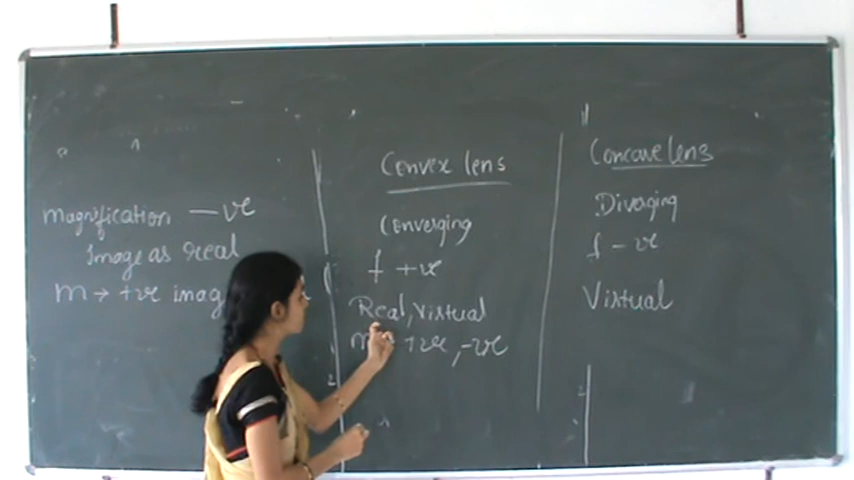 magnification — ve
Image as real
m → +ve imag
Convex lens
Converging
f +ve
Real, Virtual
m +ve, -ve
Concave lens
Diverging
f - ve
Virtual